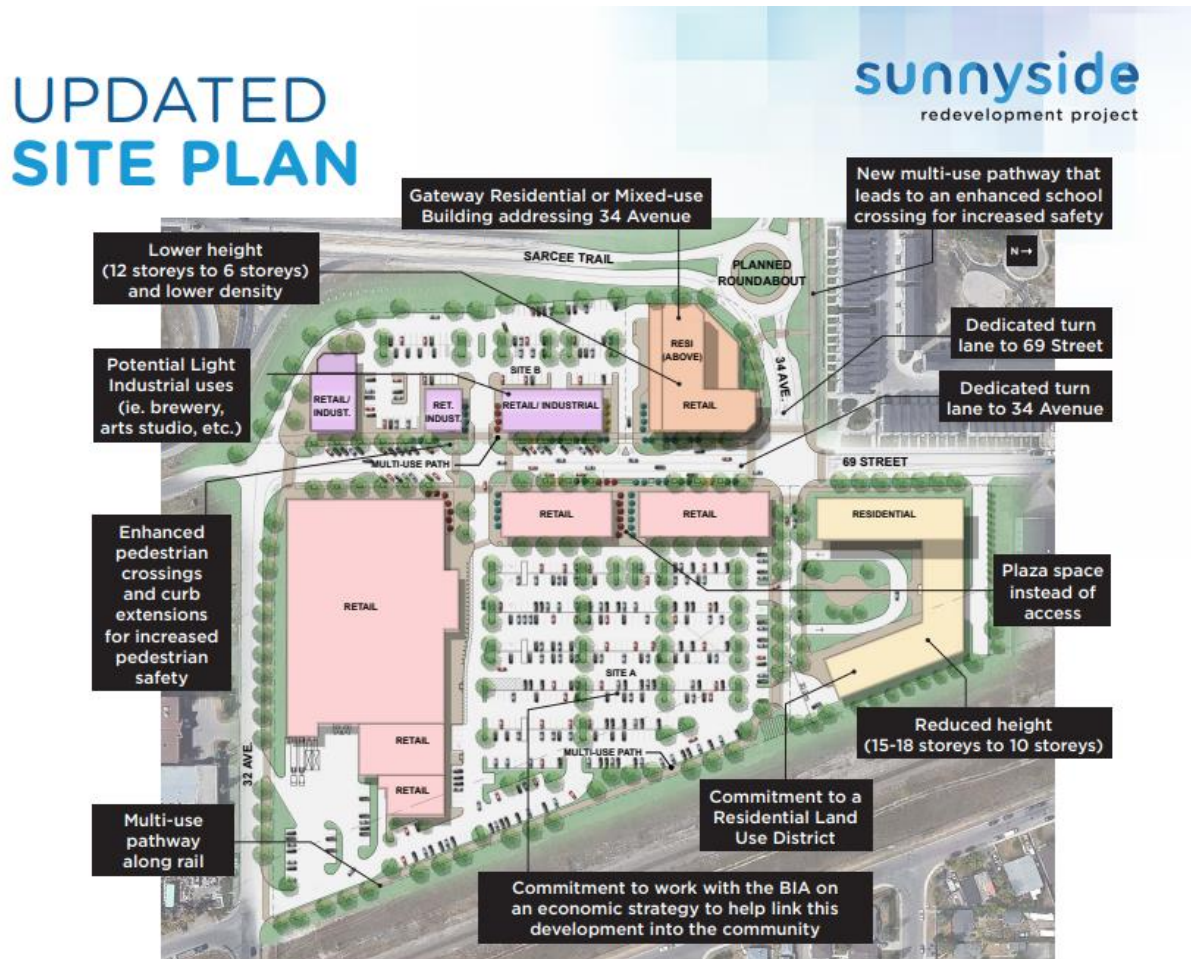 UPDATED
SITE PLAN
sunnyside
redevelopment project
Gateway Residential or Mixed-use
Building addressing 34 Avenue
New multi-use pathway that
leads to an enhanced school
crossing for increased safety
Lower height
(12 storeys to 6 storeys)
and lower density
SARCEE TRAIL
PLANNED
ROUNDABOUT
N→
Dedicated turn
lane to 69 Street
Potential Light
Industrial uses
(ie. brewery,
arts studio, etc.)
RESI
(ABOVE)
34 AVE.
SITE B
Dedicated turn
lane to 34 Avenue
RETAIL/
INDUST.
RET.
INDUST.
RETAIL/ INDUSTRIAL
RETAIL
MULTI-USE PATH
69 STREET
Enhanced
pedestrian
crossings
and curb
extensions
for increased
pedestrian
safety
RETAIL
RETAIL
RESIDENTIAL
Plaza space
instead of
access
RETAIL
SITE A
Reduced height
(15-18 storeys to 10 storeys)
RETAIL
MULTI-USE PATH
32 AVE.
RETAIL
Commitment to a
Residential Land
Use District
Multi-use
pathway
along rail
Commitment to work with the BIA on
an economic strategy to help link this
development into the community